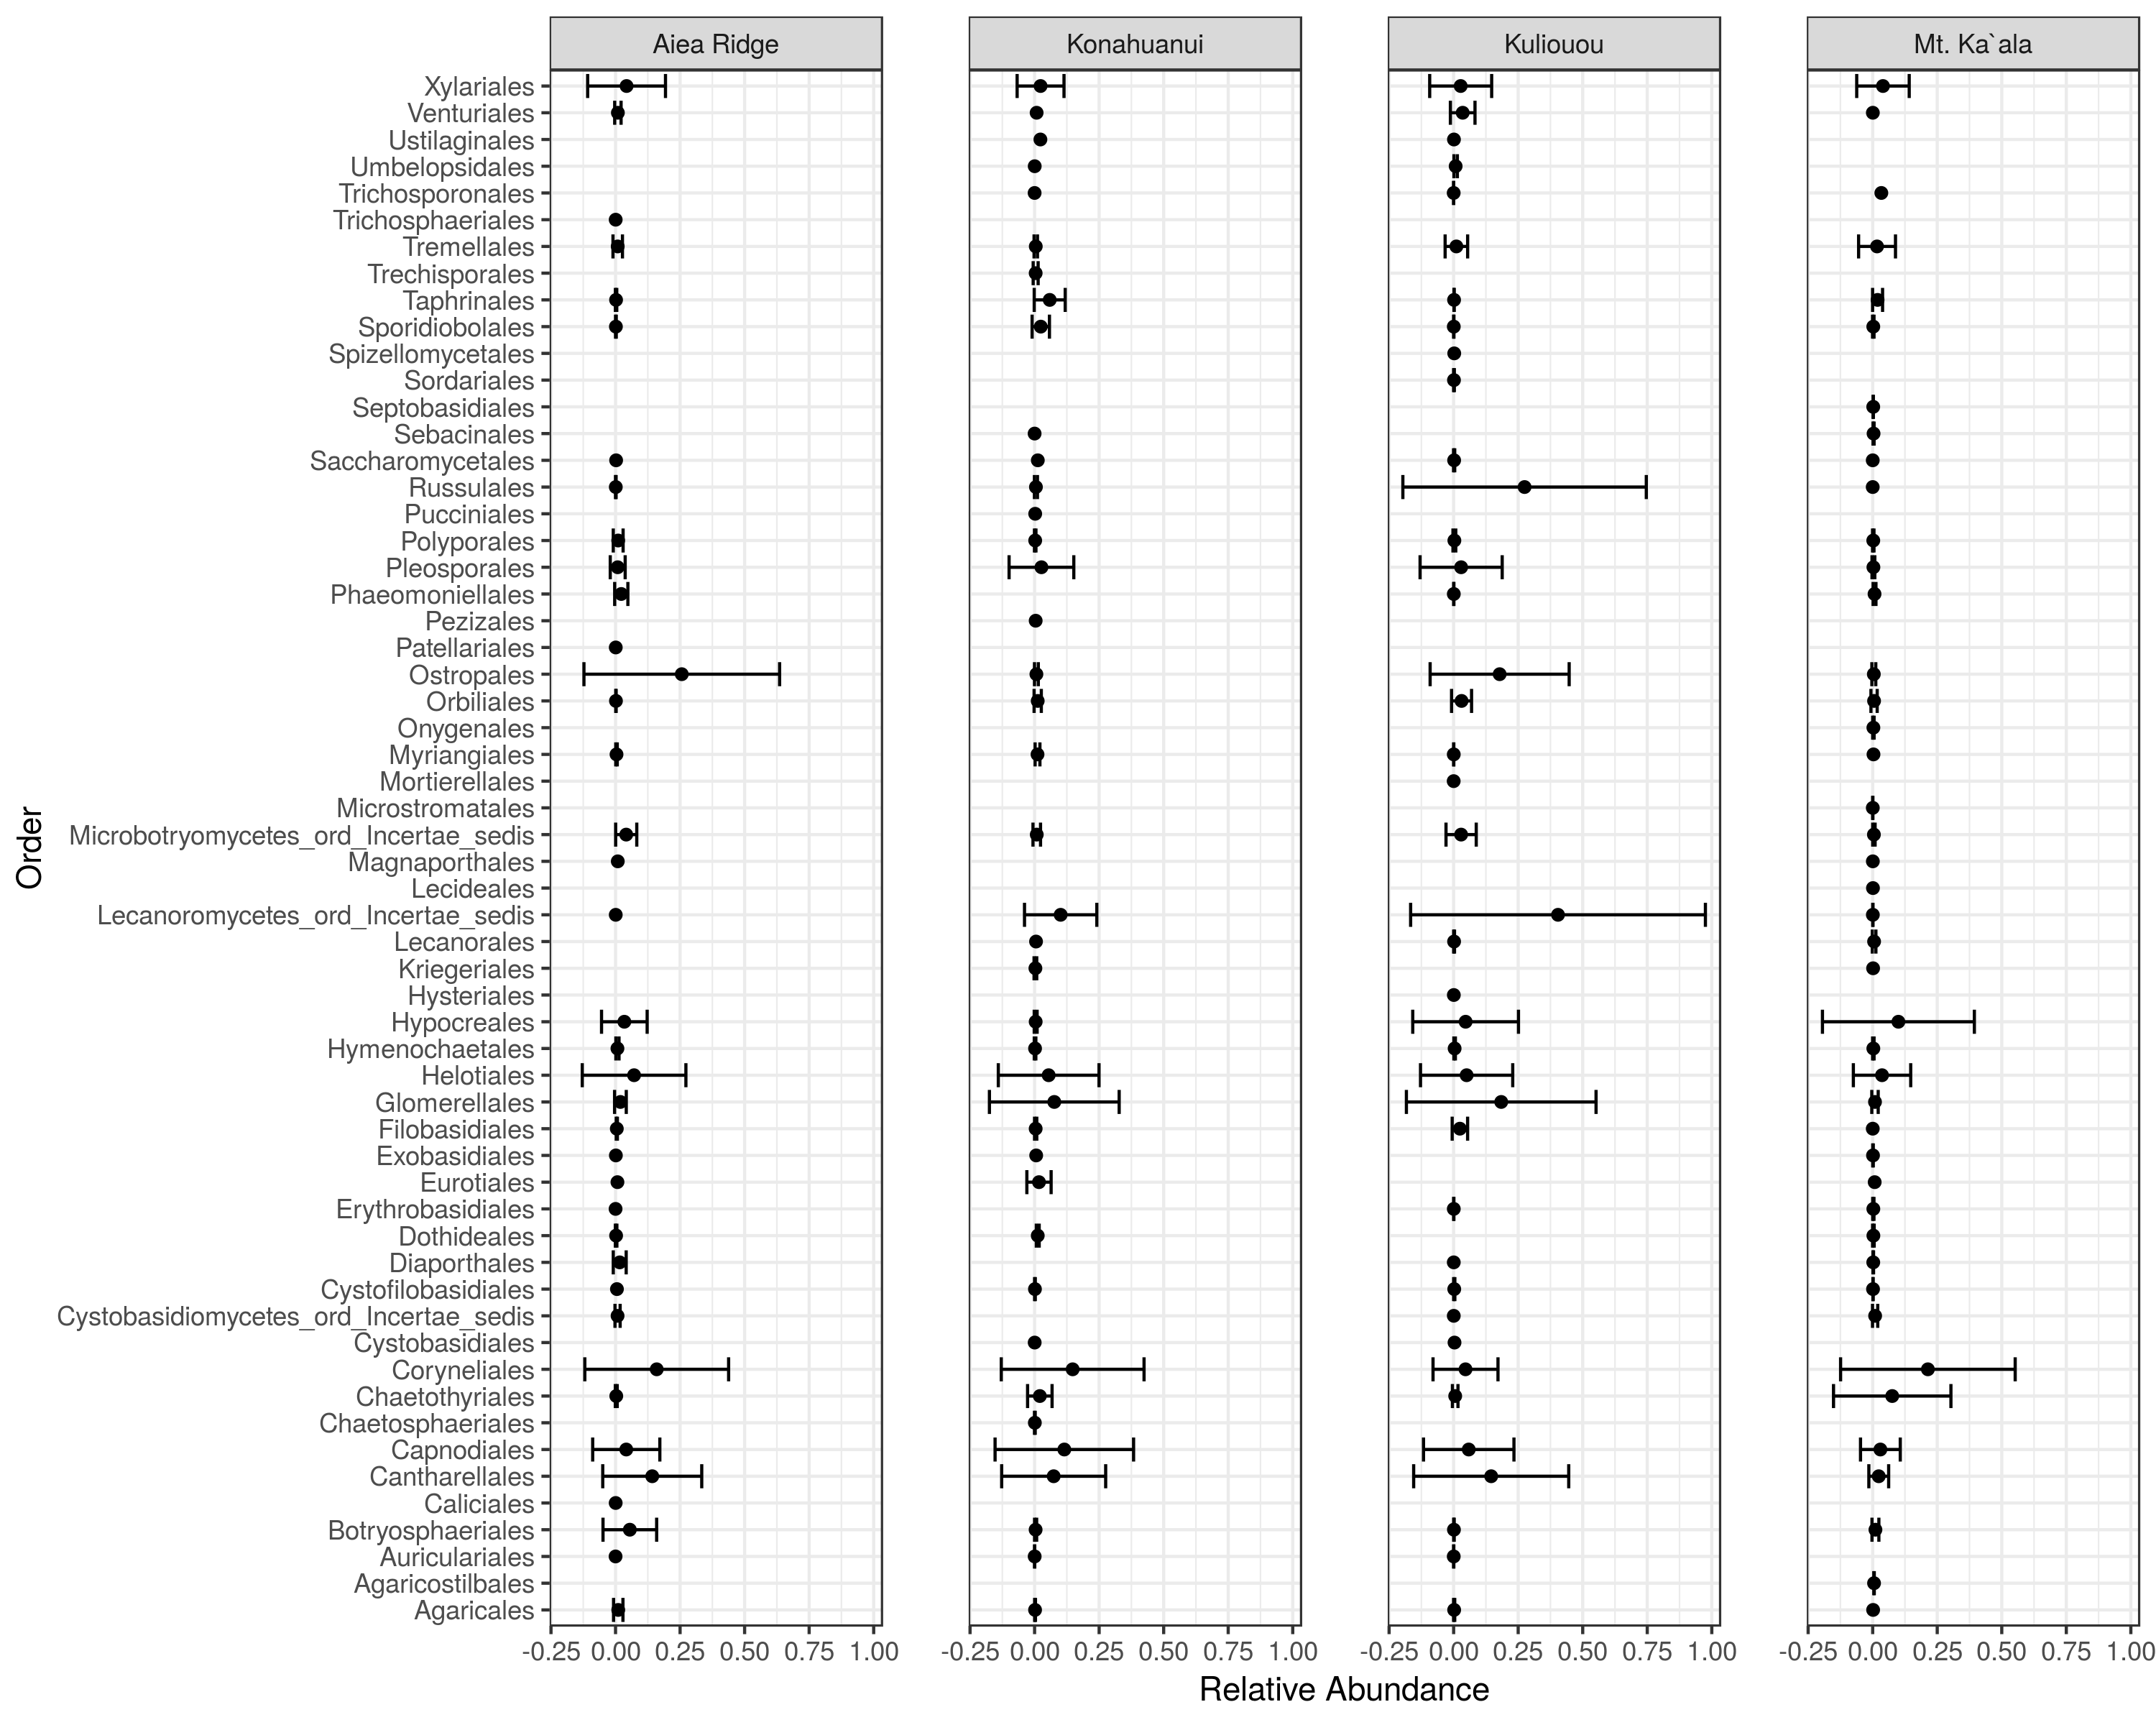 Aiea Ridge Konahuanui Kuliouou Mt. Ka`ala
Xylariales
Venturiales
Ustilaginales
Umbelopsidales
Trichosporonales
Trichosphaeriales
Tremellales
Trechisporales
Taphrinales
Sporidiobolales
Spizellomycetales
Sordariales
Septobasidiales
Sebacinales
Saccharomycetales
Russulales
Pucciniales
Polyporales
Pleosporales
Phaeomoniellales
Pezizales
Patellariales
Ostropales
Orbiliales
Onygenales
Myriangiales
Mortierellales
Microstromatales
Microbotryomycetes_ord_Incertae_sedis
Magnaporthales
Lecideales
Lecanoromycetes_ord_Incertae_sedis
Lecanorales
Kriegeriales
Hysteriales
Hypocreales
Hymenochaetales
Helotiales
Glomerellales
Filobasidiales
Exobasidiales
Eurotiales
Erythrobasidiales
Dothideales
Diaporthales
Cystofilobasidiales
Cystobasidiomycetes_ord_Incertae_sedis
Cystobasidiales
Coryneliales
Chaetothyriales
Chaetosphaeriales
Capnodiales
Cantharellales
Caliciales
Botryosphaeriales
Auriculariales
Agaricostilbales
Agaricales
Order
-0.25 0.00 0.25 0.50 0.75 1.00 -0.25 0.00 0.25 0.50 0.75 1.00 -0.25 0.00 0.25 0.50 0.75 1.00 -0.25 0.00 0.25 0.50 0.75 1.00
Relative Abundance